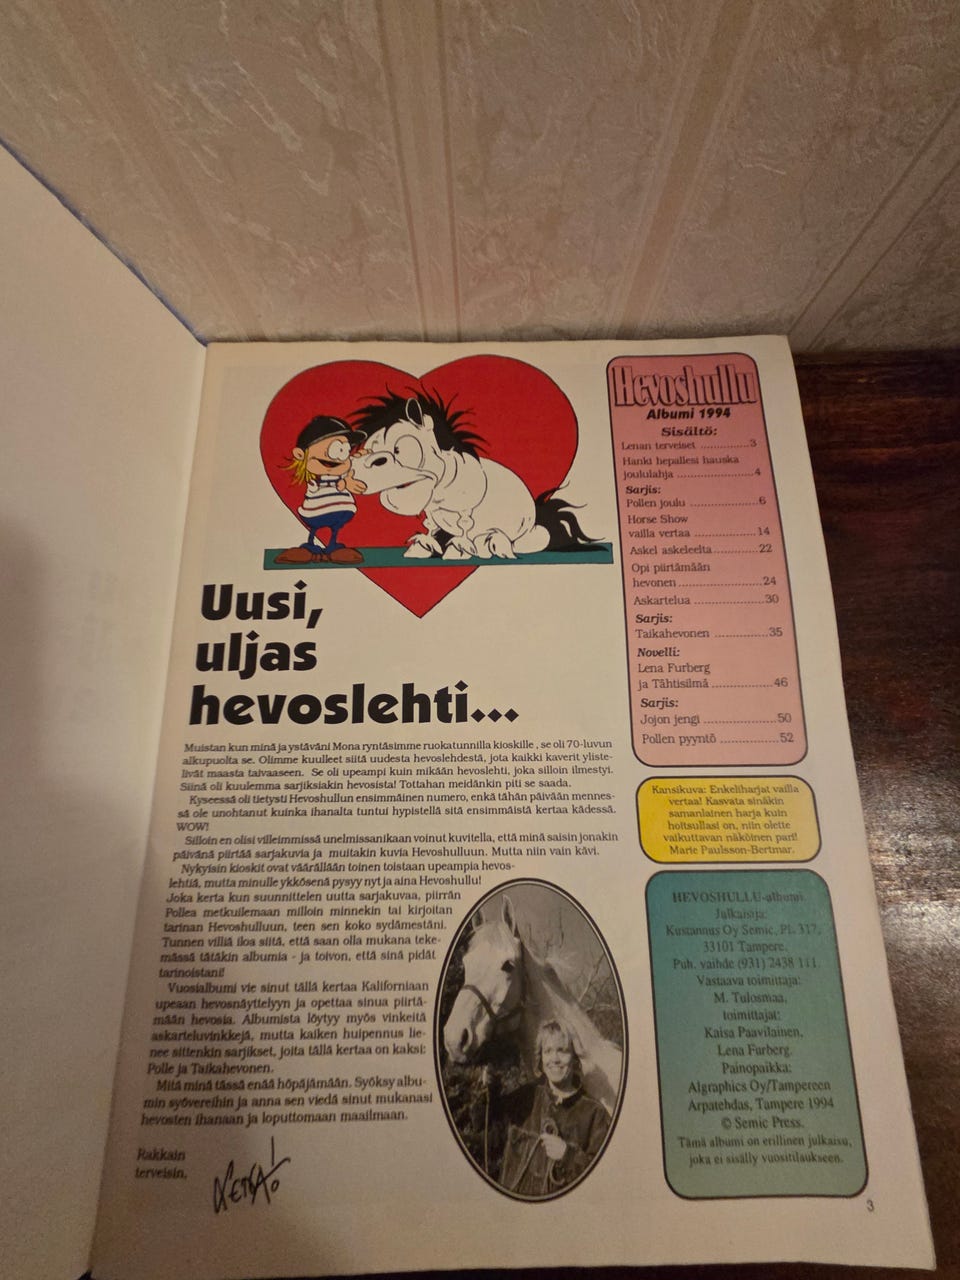 Uusi,
uljas
hevoslehti...
Muistan kun minä ja ystäväni Mona ryntäsimme ruokatunnilla kioskille , se oli 70-luvun
alkupuolta se. Olimme kuulleet siitä uudesta hevoslehdestä, jota kaikki kaverit yliste-
livät maasta taivaaseen. Se oli upeampi kuin mikään hevoslehti, joka silloin ilmestyi.
Siinä oli kuulemma sarjiksiakin hevosista! Tottahan meidänkin piti se saada.
Kyseessä oli tietysti Hevoshullun ensimmäinen numero, enkä tähän päivään mennes-
sä ole unohtanut kuinka ihanalta tuntui hypistellä sitä ensimmäistä kertaa kädessä.
WOW!
Silloin en olisi villeimmissä unelmissanikaan voinut kuvitella, että minä saisin jonakin
päivänä piirtää sarjakuvia ja muitakin kuvia Hevoshulluun. Mutta niin vain kävi.
Nykyisin kioskit ovat väärällään toinen toistaan upeampia hevos-
lehtiä, mutta minulle ykkösenä pysyy nyt ja aina Hevoshullu!
Joka kerta kun suunnittelen uutta sarjakuvaa, piirrän
Pollea metkuilemaan milloin minnekin tai kirjoitan
tarinan Hevoshulluun, teen sen koko sydämestäni.
Tunnen villiä iloa siitä, että saan olla mukana teke-
mässä tätäkin albumia - ja toivon, että sinä pidät
tarinoistani!
Vuosialbumi vie sinut tällä kertaa Kaliforniaan
upeaan hevosnäyttelyyn ja opettaa sinua piirtä-
mään hevosia. Albumista löytyy myös vinkeitä
askarteluvinkkejä, mutta kaiken huipennus lie-
nee sittenkin sarjikset, joita tällä kertaa on kaksi:
Polle ja Taikahevonen.
Mitä minä tässä enää höpäjämään. Syöksy albu-
min syövereihin ja anna sen viedä sinut mukanasi
hevosten ihanaan ja loputtomaan maailmaan.
Rakkain
terveisin,
Lena!
Hevoshullu
Albumi 1994
Sisältö:
Lenan terveiset ..............3
Hanki hepallesi hauska
joululahja ......................4
Sarjis:
Pollen joulu ...................6
Horse Show
vailla vertaa ..................14
Askel askeleelta ............22
Opi piirtämään
hevonen ........................24
Askartelua ....................30
Sarjis:
Taikahevonen ...............35
Novelli:
Lena Furberg
ja Tähtisilmä ................46
Sarjis:
Jojon jengi ....................50
Pollen pyyntö ................52
Kansikuva: Enkeliharjat vailla
vertaa! Kasvata sinäkin
samanlainen harja kuin
hoitsullasi on, niin olette
vaikuttavan näköinen pari!
Marie Paulsson-Bertmar.
HEVOSHULLU-albumi.
Julkaisija:
Kustannus Oy Semic, PL 317,
33101 Tampere.
Puh. vaihde (931) 2438 111.
Vastaava toimittaja:
M. Tulosmaa,
toimittajat:
Kaisa Paavilainen,
Lena Furberg.
Painopaikka:
Algraphics Oy/Tampereen
Arpatehdas, Tampere 1994
© Semic Press.
Tämä albumi on erillinen julkaisu,
joka ei sisälly vuositilaukseen.
3